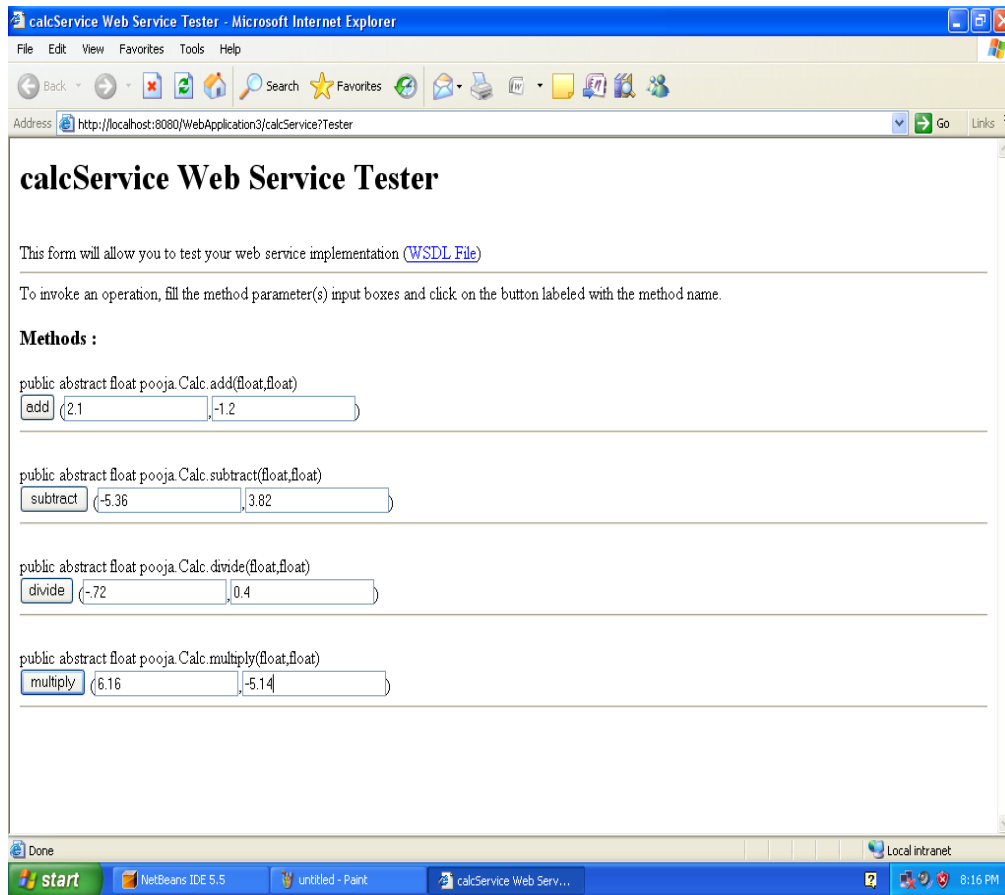 calcService Web Service Tester - Microsoft Internet Explorer
File Edit View Favorites Tools Help
Back Search Favorites
Address http://localhost:8080/WebApplication3/calcService?Tester Go Links
calcService Web Service Tester
This form will allow you to test your web service implementation (WSDL File)
To invoke an operation, fill the method parameter(s) input boxes and click on the button labeled with the method name.
Methods :
public abstract float pooja.Calc.add(float,float)
add (2.1 ,-1.2 )
public abstract float pooja.Calc.subtract(float,float)
subtract (-5.36 ,3.82 )
public abstract float pooja.Calc.divide(float,float)
divide (-.72 ,0.4 )
public abstract float pooja.Calc.multiply(float,float)
multiply (6.16 ,-5.14 )
Done Local intranet
start NetBeans IDE 5.5 untitled - Paint calcService Web Serv... 8:16 PM